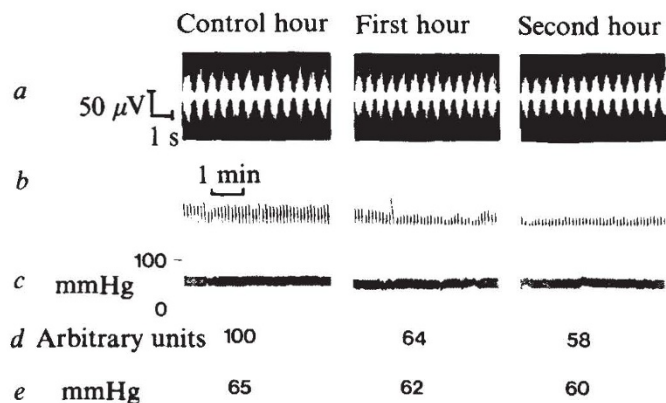 Control hour First hour Second hour
a
50 μV
1 s
b 1 min
100
c mmHg
0
d Arbitrary units 100 64 58
e mmHg 65 62 60